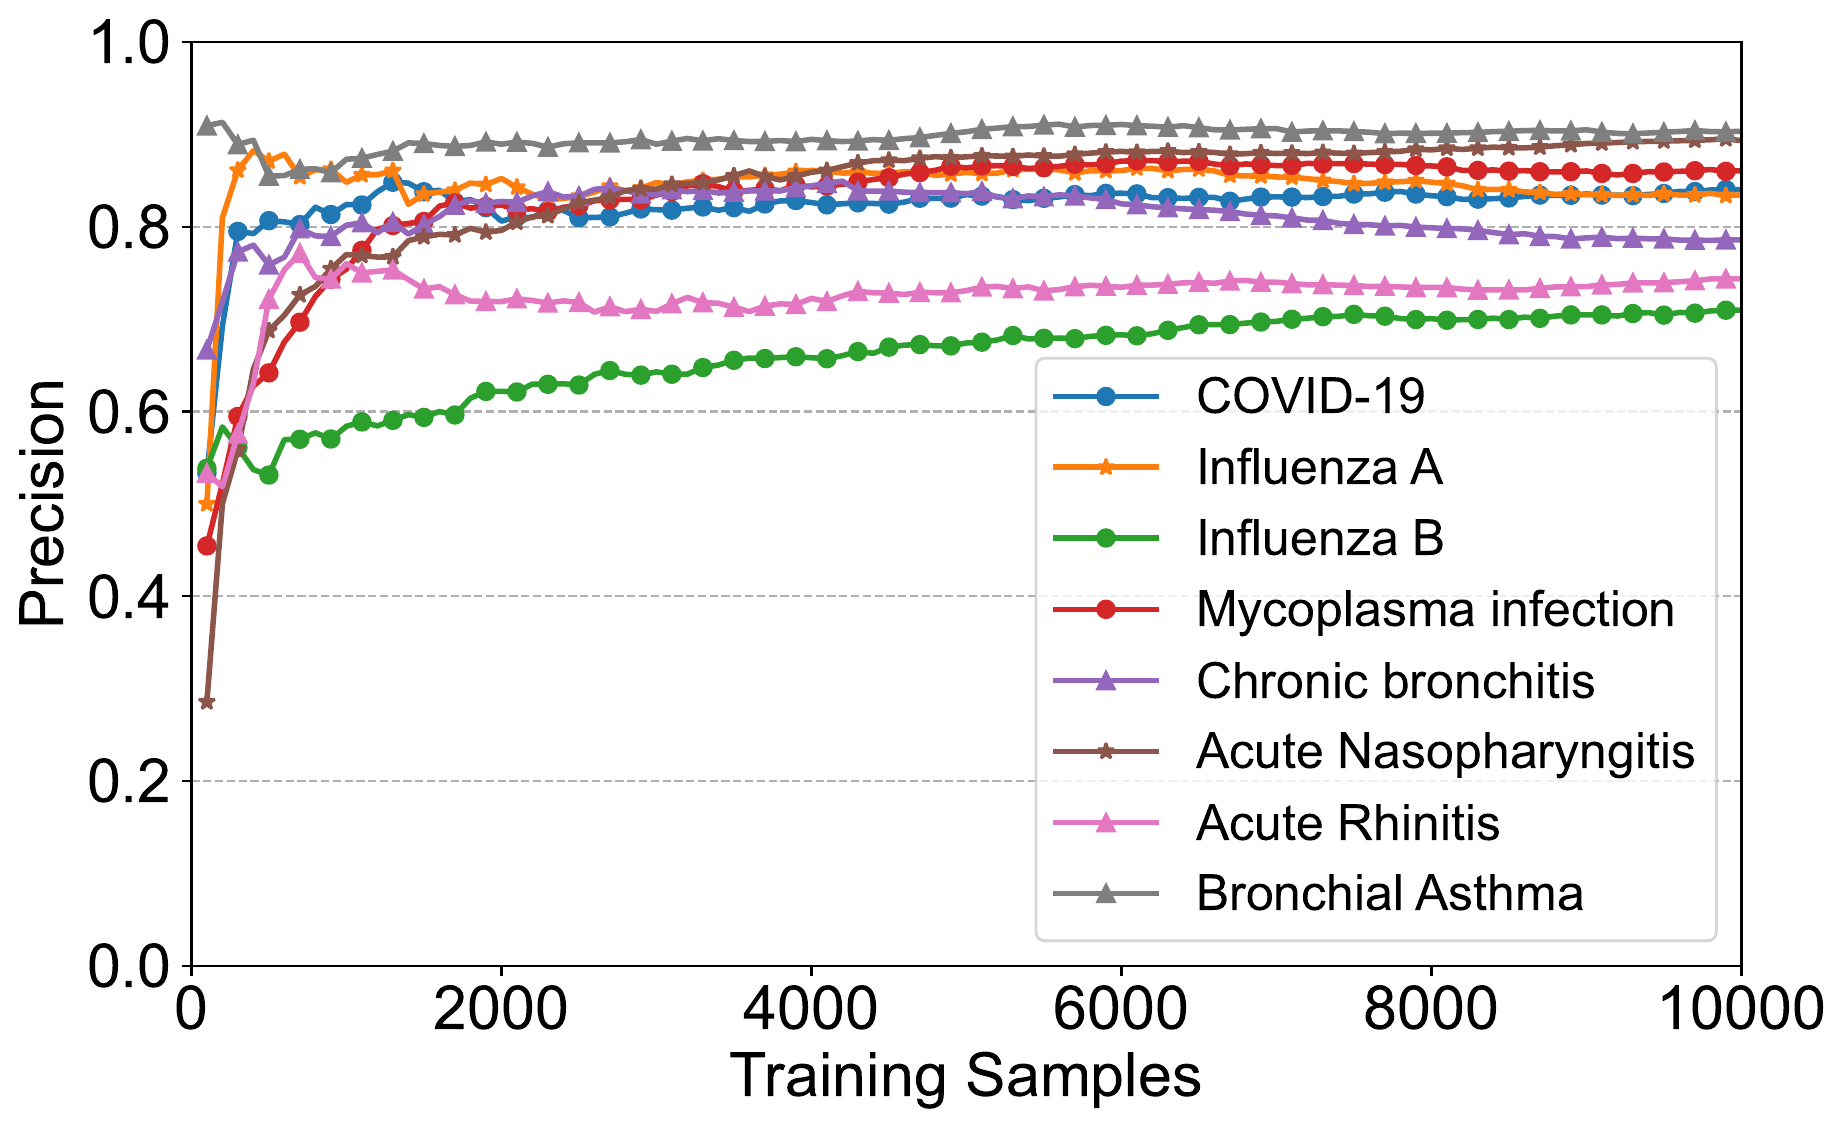 1.0
0.8
0.6
0.4
0.2
0.0
Precision
0 2000 4000 6000 8000 10000
Training Samples
COVID-19
Influenza A
Influenza B
Mycoplasma infection
Chronic bronchitis
Acute Nasopharyngitis
Acute Rhinitis
Bronchial Asthma